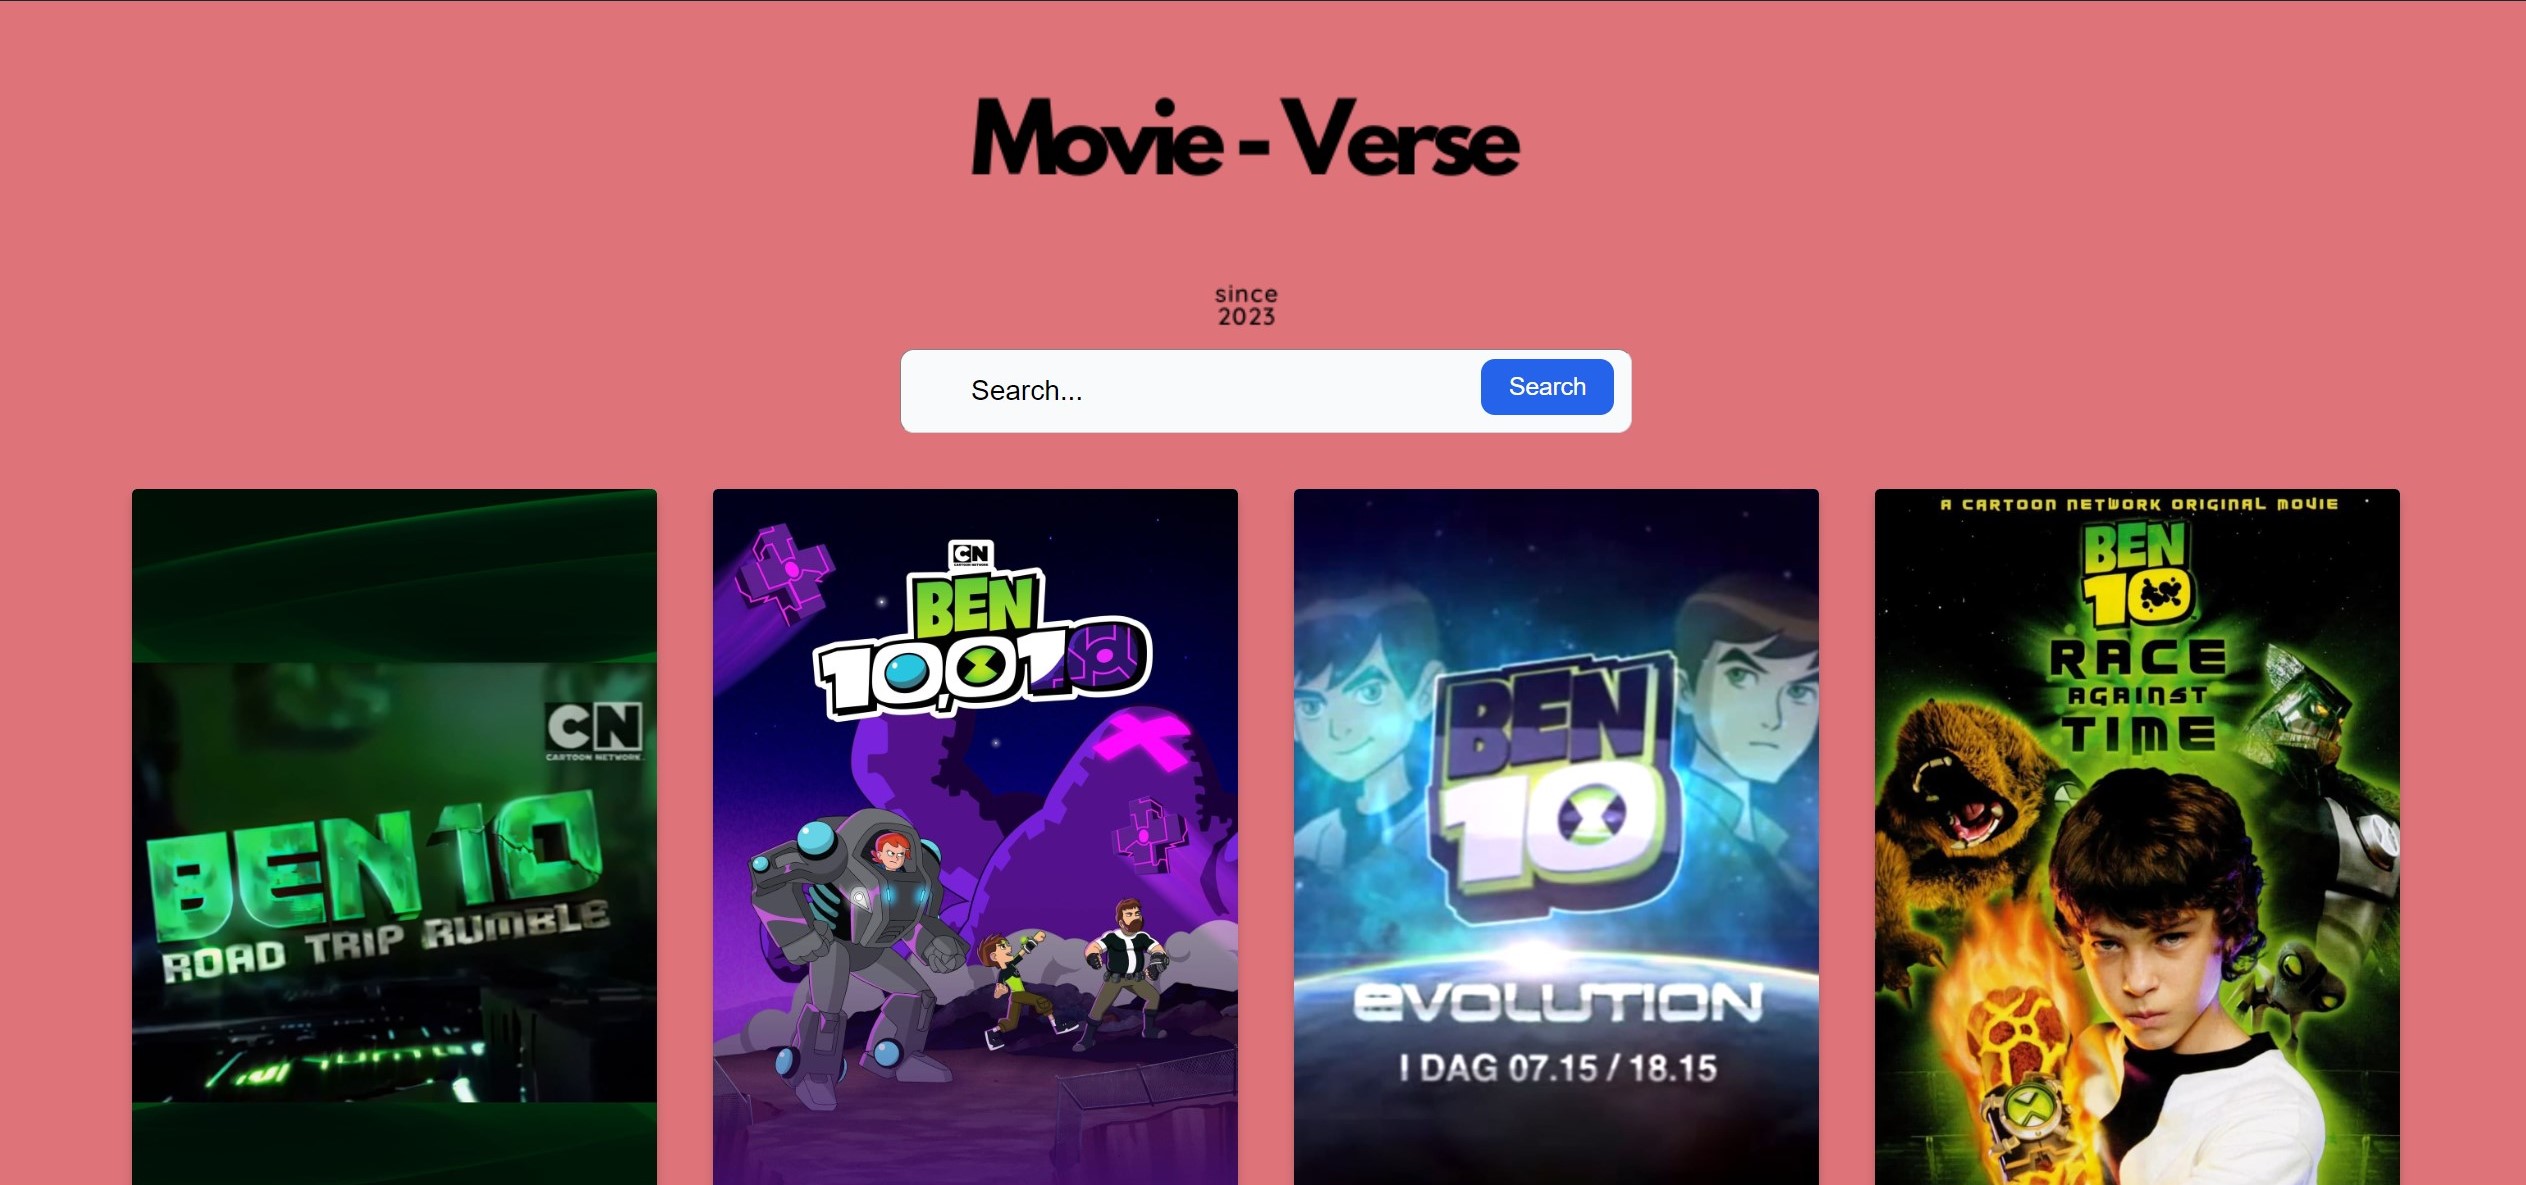 Movie - Verse
since
2023
Search...
Search
CN
CARTOON NETWORK
BEN 10
ROAD TRIP RUMBLE
CN
CARTOON NETWORK
BEN
10,010
BEN
10
evolution
I DAG 07.15 / 18.15
A CARTOON NETWORK ORIGINAL MOVIE
BEN
10
RACE
AGAINST
TIME